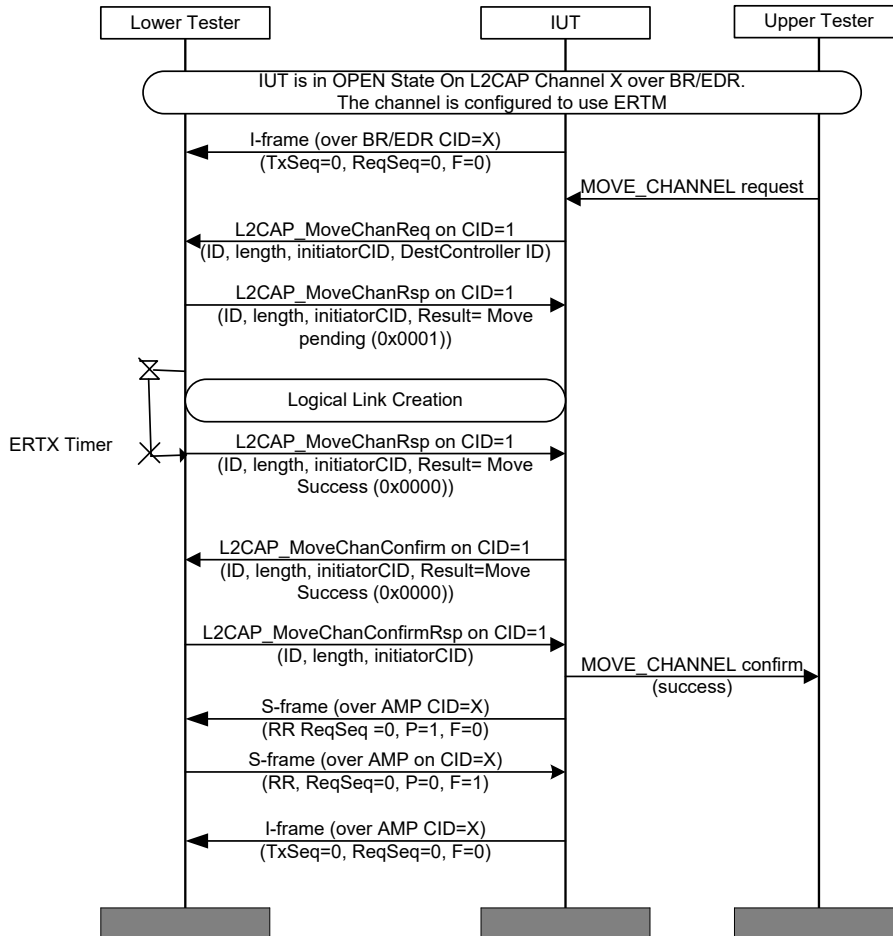 Lower Tester
IUT
Upper Tester
IUT is in OPEN State On L2CAP Channel X over BR/EDR.
The channel is configured to use ERTM
I-frame (over BR/EDR CID=X)
(TxSeq=0, ReqSeq=0, F=0)
MOVE_CHANNEL request
L2CAP_MoveChanReq on CID=1
(ID, length, initiatorCID, DestController ID)
L2CAP_MoveChanRsp on CID=1
(ID, length, initiatorCID, Result= Move
pending (0x0001))
Logical Link Creation
ERTX Timer
L2CAP_MoveChanRsp on CID=1
(ID, length, initiatorCID, Result= Move
Success (0x0000))
L2CAP_MoveChanConfirm on CID=1
(ID, length, initiatorCID, Result=Move
Success (0x0000))
L2CAP_MoveChanConfirmRsp on CID=1
(ID, length, initiatorCID)
MOVE_CHANNEL confirm
(success)
S-frame (over AMP CID=X)
(RR ReqSeq =0, P=1, F=0)
S-frame (over AMP on CID=X)
(RR, ReqSeq=0, P=0, F=1)
I-frame (over AMP CID=X)
(TxSeq=0, ReqSeq=0, F=0)